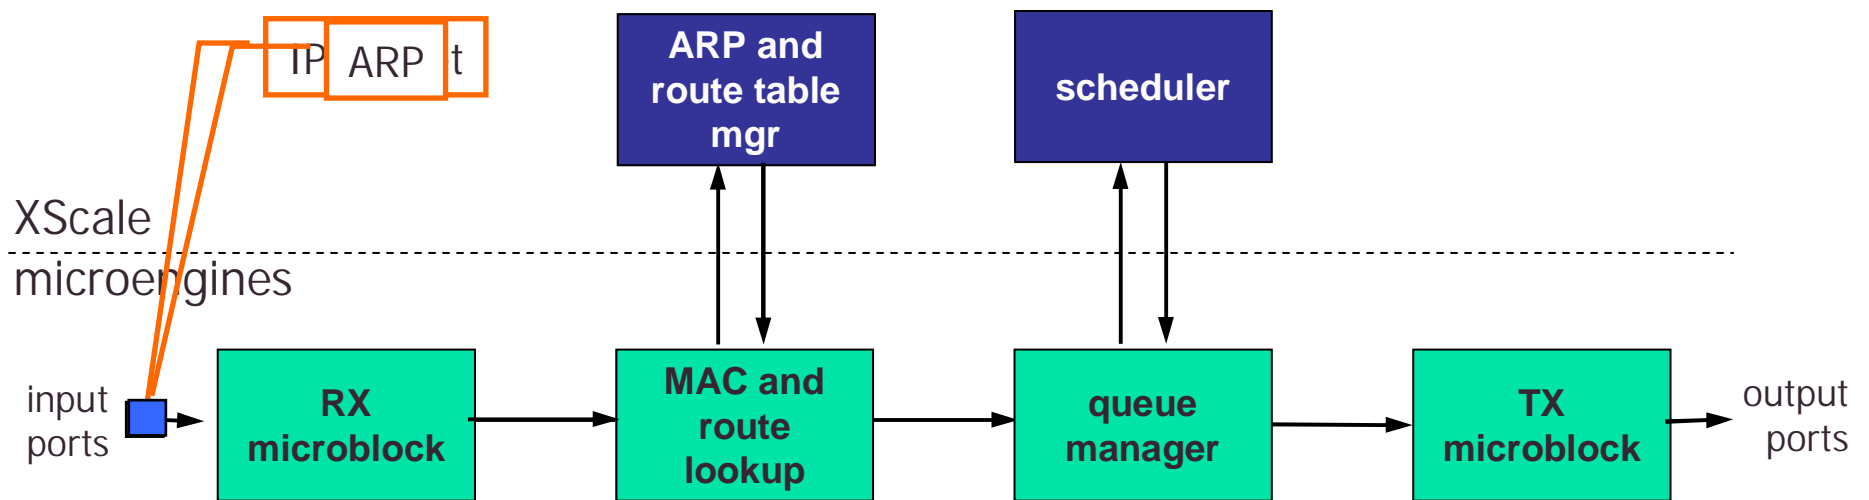 ARP
ARP and
route table
mgr
scheduler
XScale
microengines
input
ports
RX
microblock
MAC and
route
lookup
queue
manager
TX
microblock
output
ports